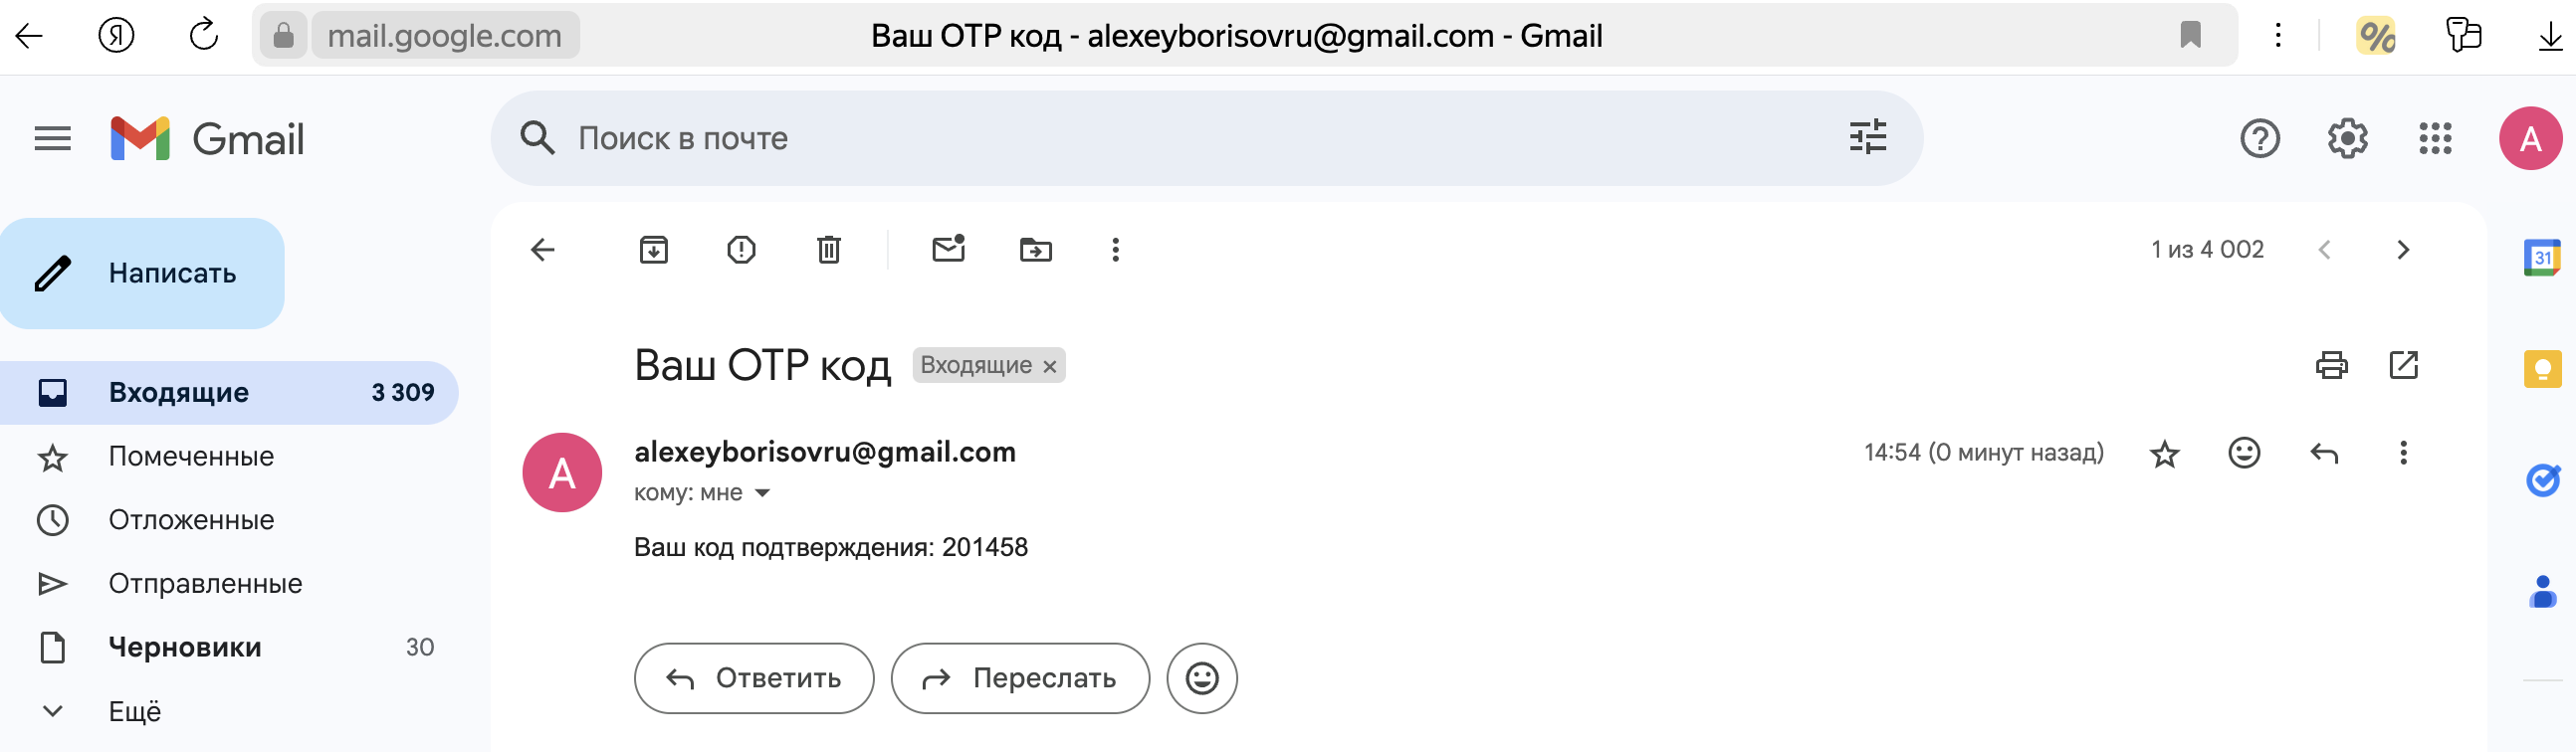 Я mail.google.com Ваш OTP код - alexeyborisovru@gmail.com - Gmail %
Gmail Поиск в почте A
Написать
1 из 4 002
31
Ваш OTP код Входящие ×
Входящие 3 309
Помеченные
Отложенные
Отправленные
Черновики 30
Ещё
A alexeyborisovru@gmail.com 14:54 (0 минут назад)
кому: мне
Ваш код подтверждения: 201458
Ответить Переслать